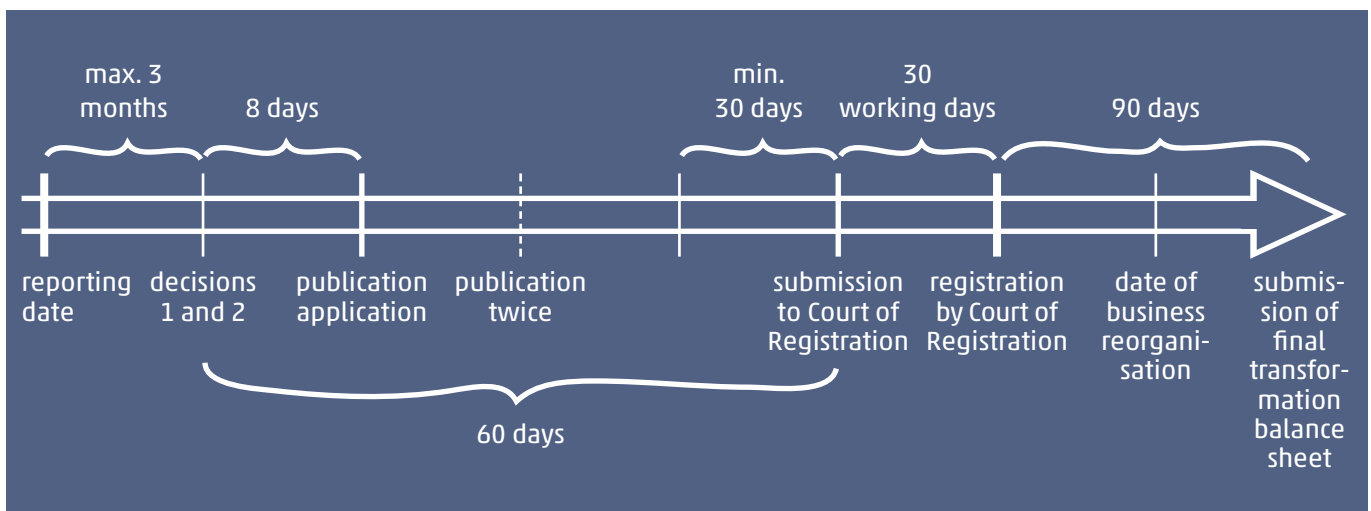 max. 3
months
8 days
min.
30 days
30
working days
90 days
reporting
date
decisions
1 and 2
publication
application
publication
twice
submission
to Court of
Registration
registration
by Court of
Registration
date of
business
reorgani-
sation
submis-
sion of
final
transfor-
mation
balance
sheet
60 days